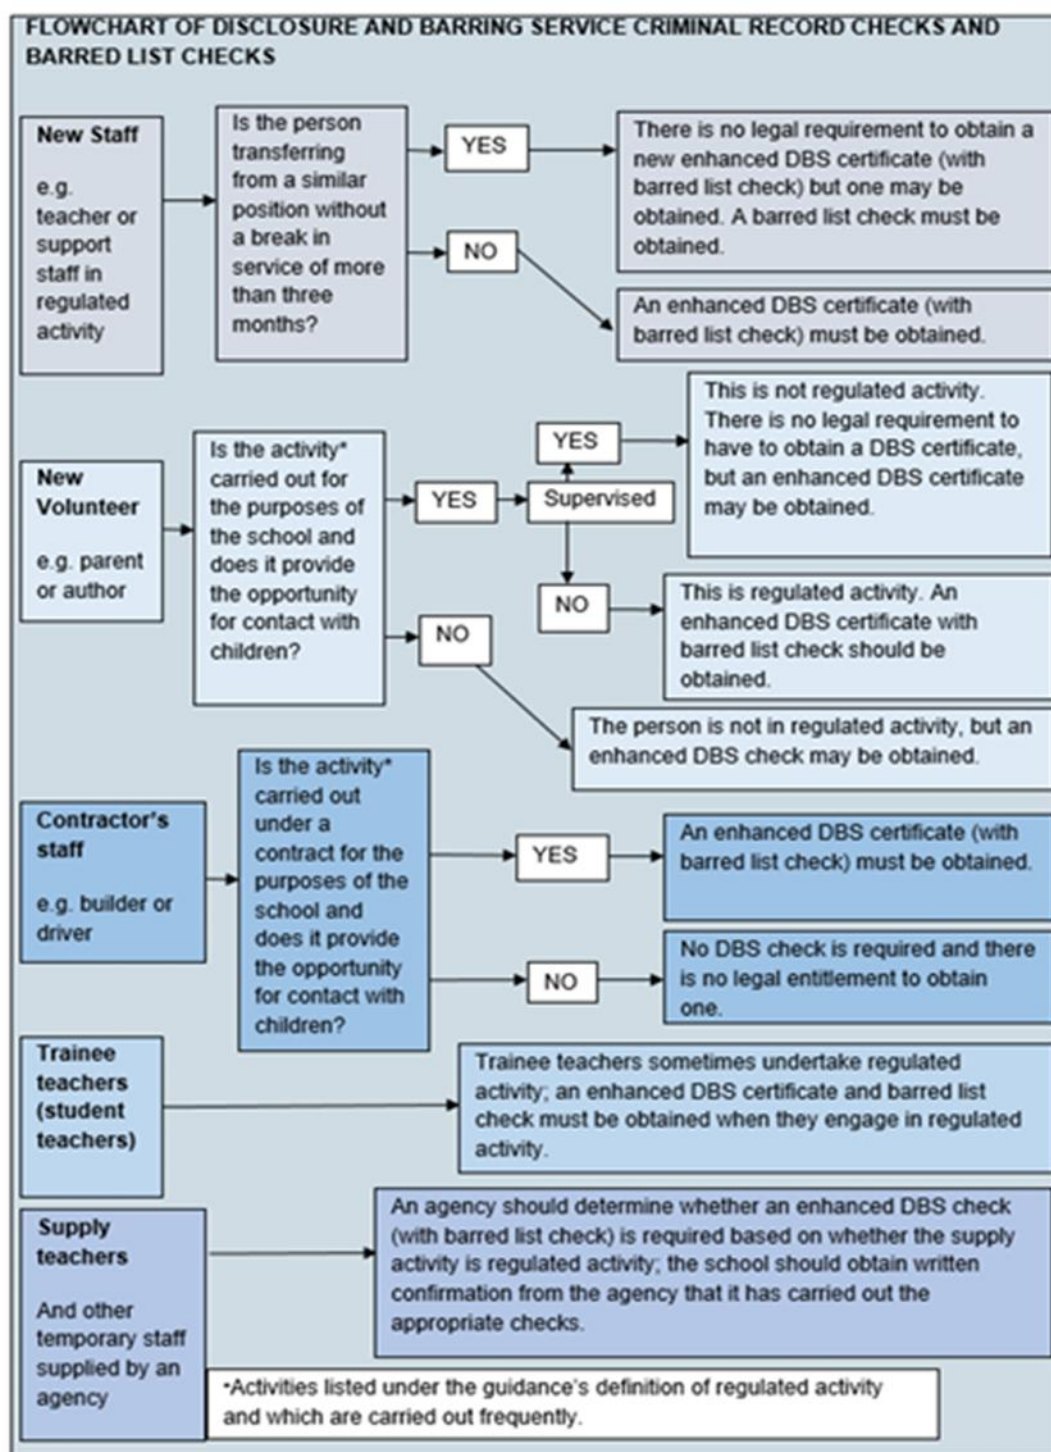 FLOWCHART OF DISCLOSURE AND BARRING SERVICE CRIMINAL RECORD CHECKS AND
BARRED LIST CHECKS
New Staff
e.g.
teacher or
support
staff in
regulated
activity
Is the person
transferring
from a similar
position without
a break in
service of more
than three
months?
YES
There is no legal requirement to obtain a
new enhanced DBS certificate (with
barred list check) but one may be
obtained. A barred list check must be
obtained.
NO
An enhanced DBS certificate (with
barred list check) must be obtained.
New
Volunteer
e.g. parent
or author
Is the activity*
carried out for
the purposes of
the school and
does it provide
the opportunity
for contact with
children?
YES
Supervised
YES
This is not regulated activity.
There is no legal requirement to
have to obtain a DBS certificate,
but an enhanced DBS certificate
may be obtained.
NO
This is regulated activity. An
enhanced DBS certificate with
barred list check should be
obtained.
NO
The person is not in regulated activity, but an
enhanced DBS check may be obtained.
Contractor's
staff
e.g. builder or
driver
Is the activity*
carried out
under a
contract for the
purposes of the
school and
does it provide
the opportunity
for contact with
children?
YES
An enhanced DBS certificate (with
barred list check) must be obtained.
NO
No DBS check is required and there
is no legal entitlement to obtain
one.
Trainee
teachers
(student
teachers)
Trainee teachers sometimes undertake regulated
activity; an enhanced DBS certificate and barred list
check must be obtained when they engage in regulated
activity.
Supply
teachers
And other
temporary staff
supplied by an
agency
An agency should determine whether an enhanced DBS check
(with barred list check) is required based on whether the supply
activity is regulated activity; the school should obtain written
confirmation from the agency that it has carried out the
appropriate checks.
*Activities listed under the guidance's definition of regulated activity
and which are carried out frequently.